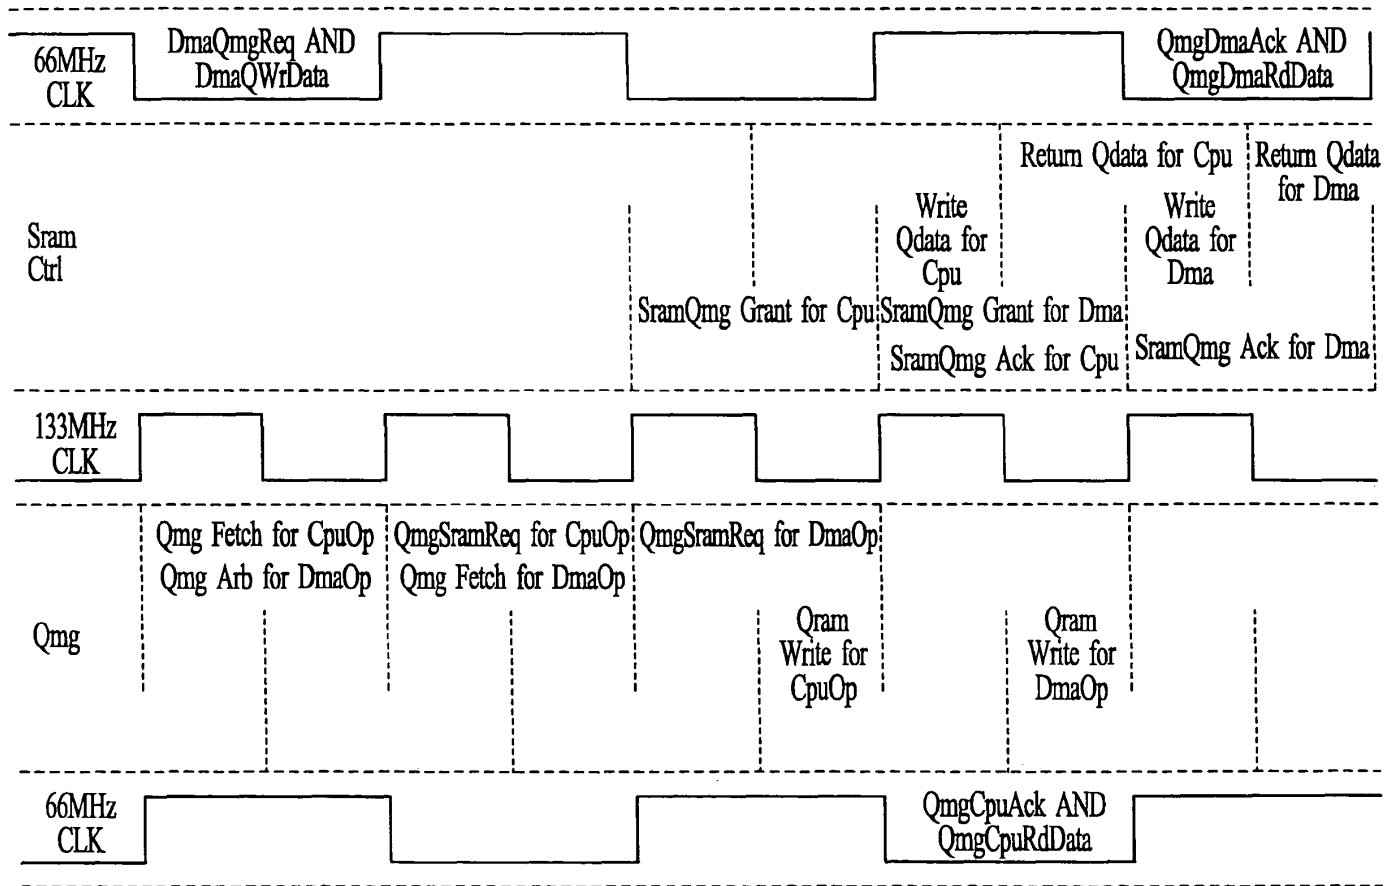 66MHz
CLK
DmaQmgReq AND
DmaQWrData
QmgDmaAck AND
QmgDmaRdData
Sram
Ctrl
Return Qdata for Cpu
Return Qdata
for Dma
Write
Qdata for
Cpu
Write
Qdata for
Dma
SramQmg Grant for Cpu
SramQmg Grant for Dma
SramQmg Ack for Cpu
SramQmg Ack for Dma
133MHz
CLK
Qmg Fetch for CpuOp
Qmg Arb for DmaOp
QmgSramReq for CpuOp
Qmg Fetch for DmaOp
QmgSramReq for DmaOp
Qmg
Qram
Write for
CpuOp
Qram
Write for
DmaOp
66MHz
CLK
QmgCpuAck AND
QmgCpuRdData